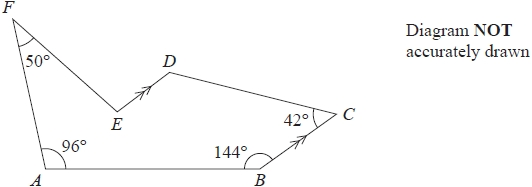 F
Diagram NOT
accurately drawn
50°
D
E
42°
C
96°
144°
A
B